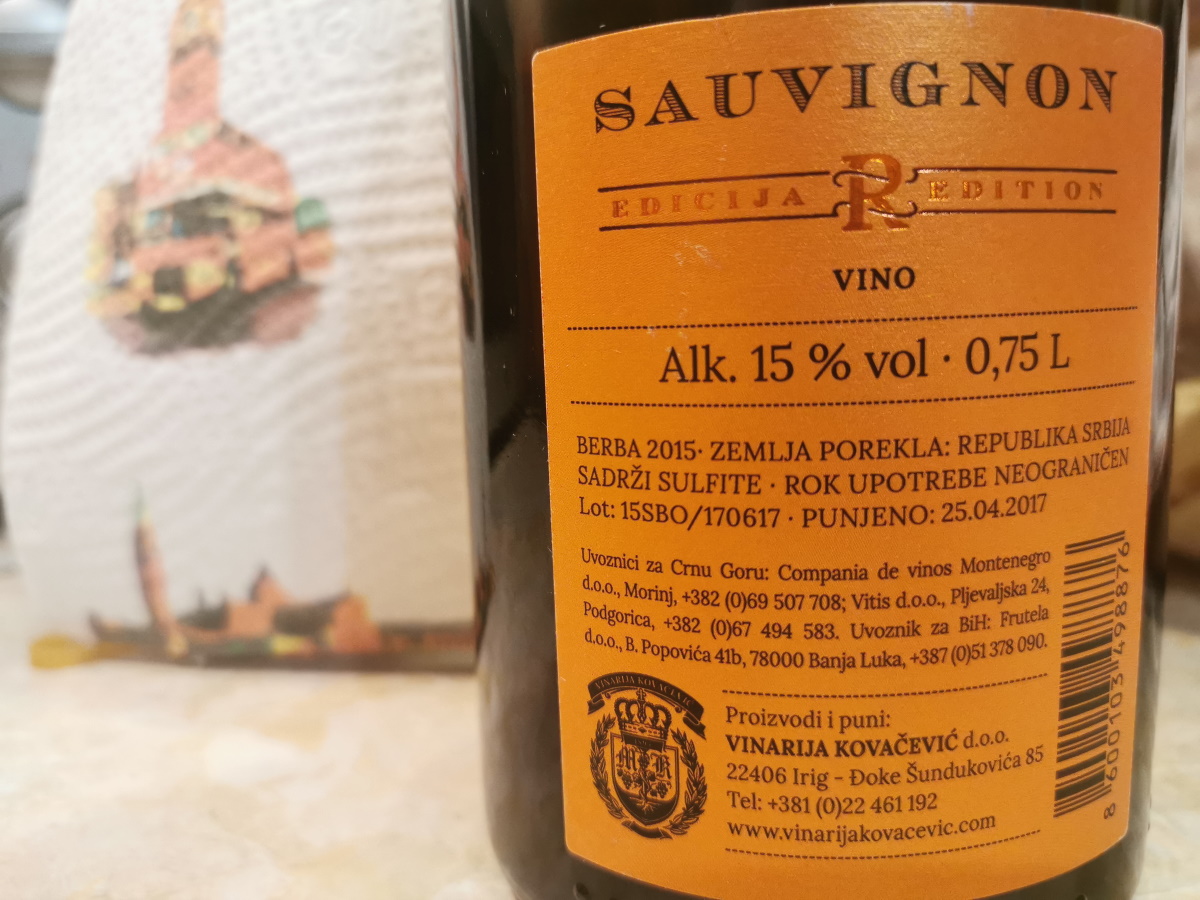 SAUVIGNON
EDICIJA R EDITION
VINO
Alk. 15 % vol · 0,75 L
BERBA 2015· ZEMLJA POREKLA: REPUBLIKA SRBIJA
SADRŽI SULFITE · ROK UPOTREBE NEOGRANIČEN
Lot: 15SBO/170617 · PUNJENO: 25.04.2017
Uvoznici za Crnu Goru: Compania de vinos Montenegro
d.o.o., Morinj, +382 (0)69 507 708; Vitis d.o.o., Pljevaljska 24,
Podgorica, +382 (0)67 494 583. Uvoznik za BiH: Frutela
d.o.o., B. Popovića 41b, 78000 Banja Luka, +387 (0)51 378 090.
8 600103 498876
VINARIJA KOVAČEVIĆ
M K
Proizvodi i puni:
VINARIJA KOVAČEVIĆ d.o.o.
22406 Irig - Đoke Šundukovića 85
Tel: +381 (0)22 461 192
www.vinarijakovacevic.com